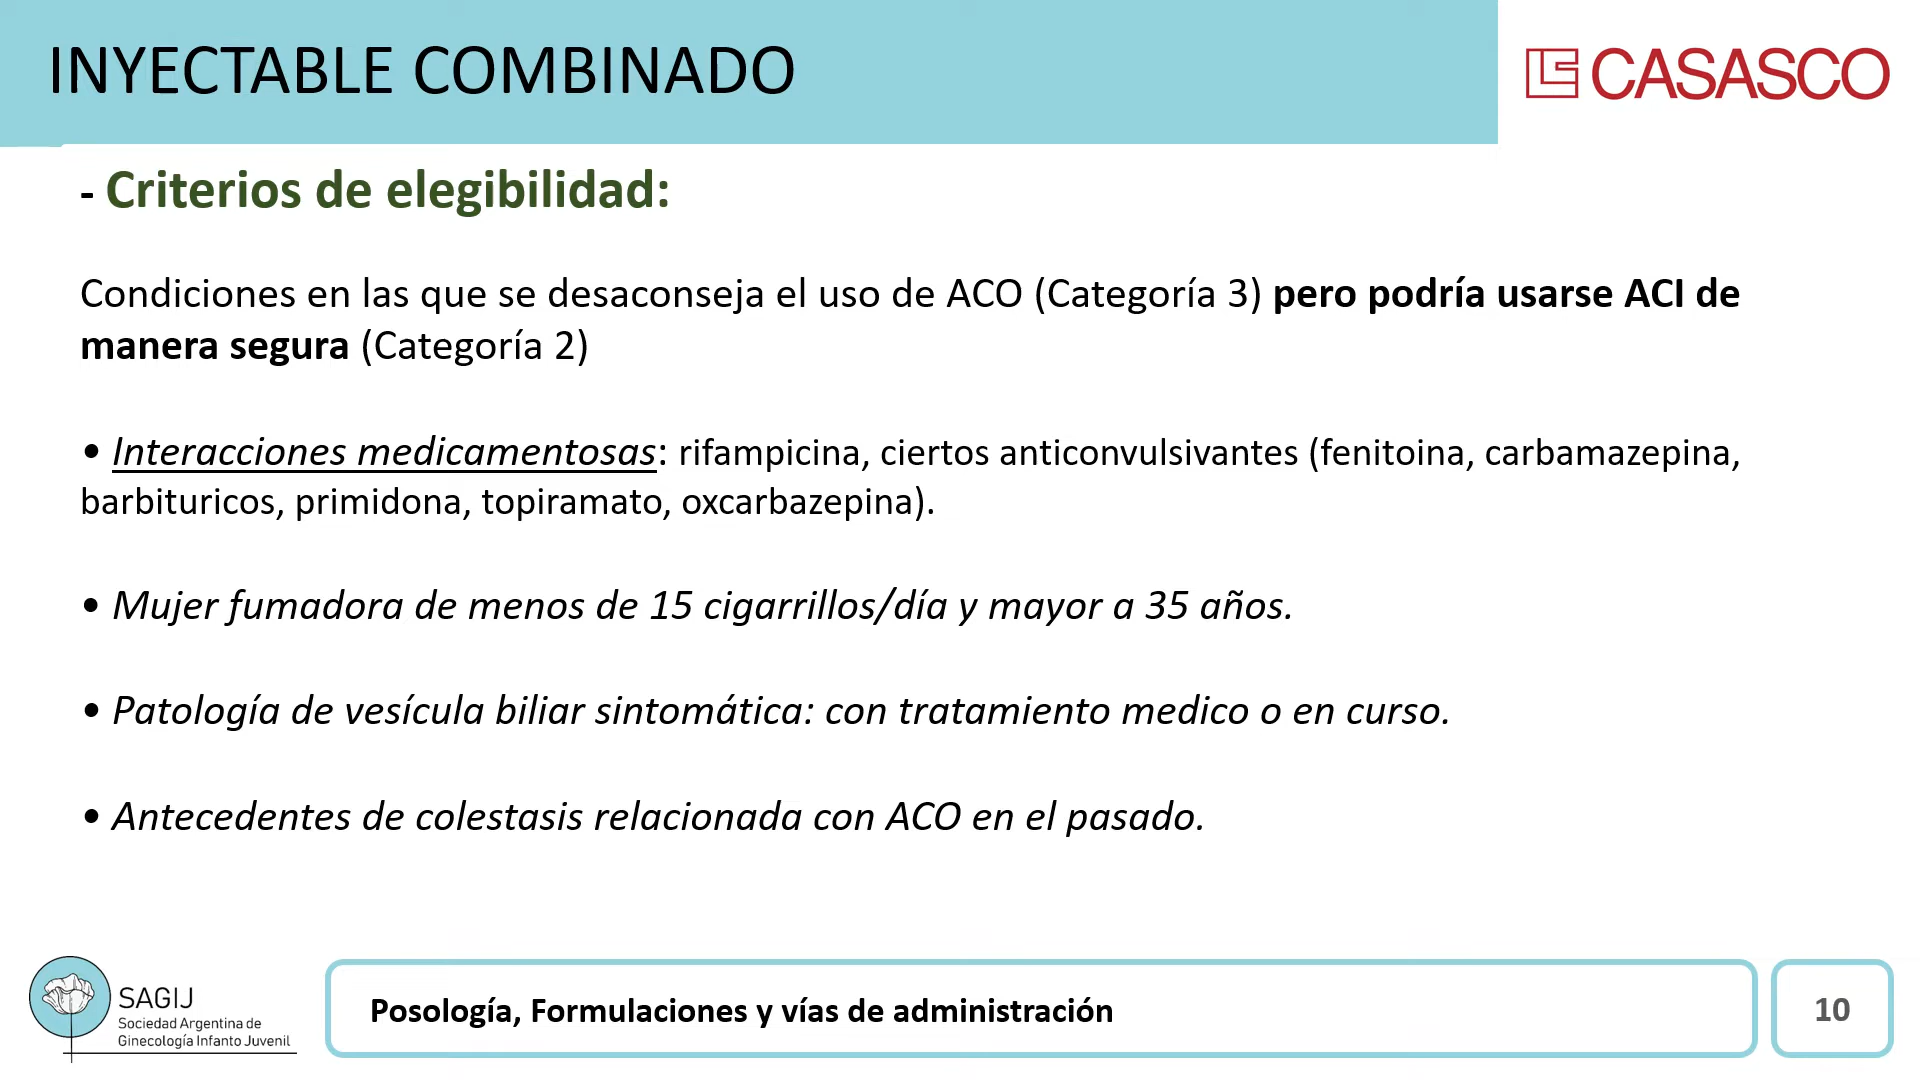 INYECTABLE COMBINADO
CASASCO
- Criterios de elegibilidad:
Condiciones en las que se desaconseja el uso de ACO (Categoría 3) pero podría usarse ACI de
manera segura (Categoría 2)
• Interacciones medicamentosas: rifampicina, ciertos anticonvulsivantes (fenitoina, carbamazepina,
barbituricos, primidona, topiramato, oxcarbazepina).
• Mujer fumadora de menos de 15 cigarrillos/día y mayor a 35 años.
• Patología de vesícula biliar sintomática: con tratamiento medico o en curso.
• Antecedentes de colestasis relacionada con ACO en el pasado.
SAGIJ
Sociedad Argentina de
Ginecología Infanto Juvenil
Posología, Formulaciones y vías de administración
10